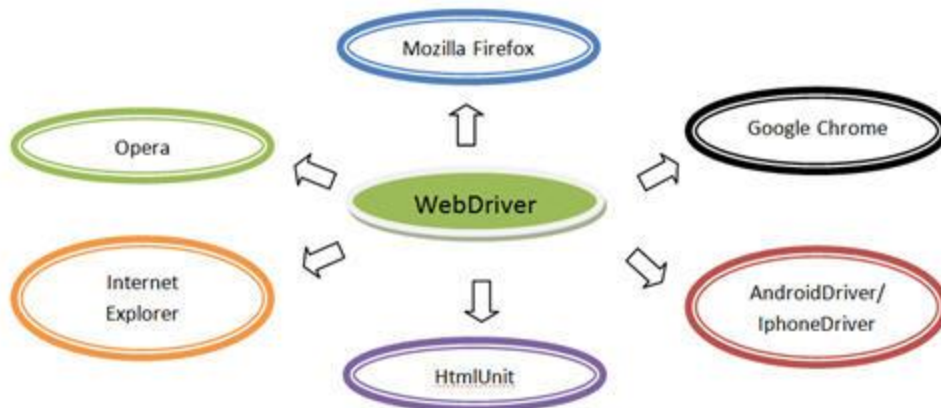 Mozilla Firefox
Opera
Google Chrome
WebDriver
Internet
Explorer
AndroidDriver/
IphoneDriver
HtmlUnit